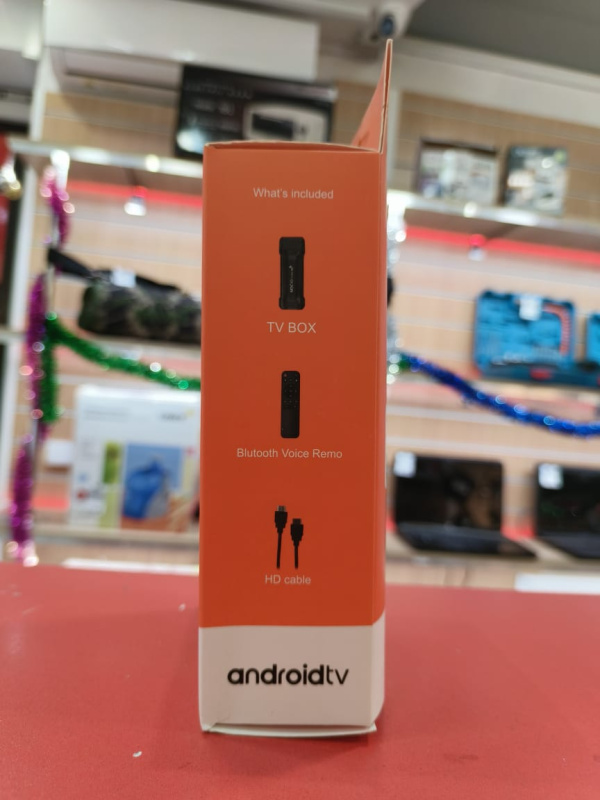 What's included
TV BOX
Blutooth Voice Remo
HD cable
androidtv